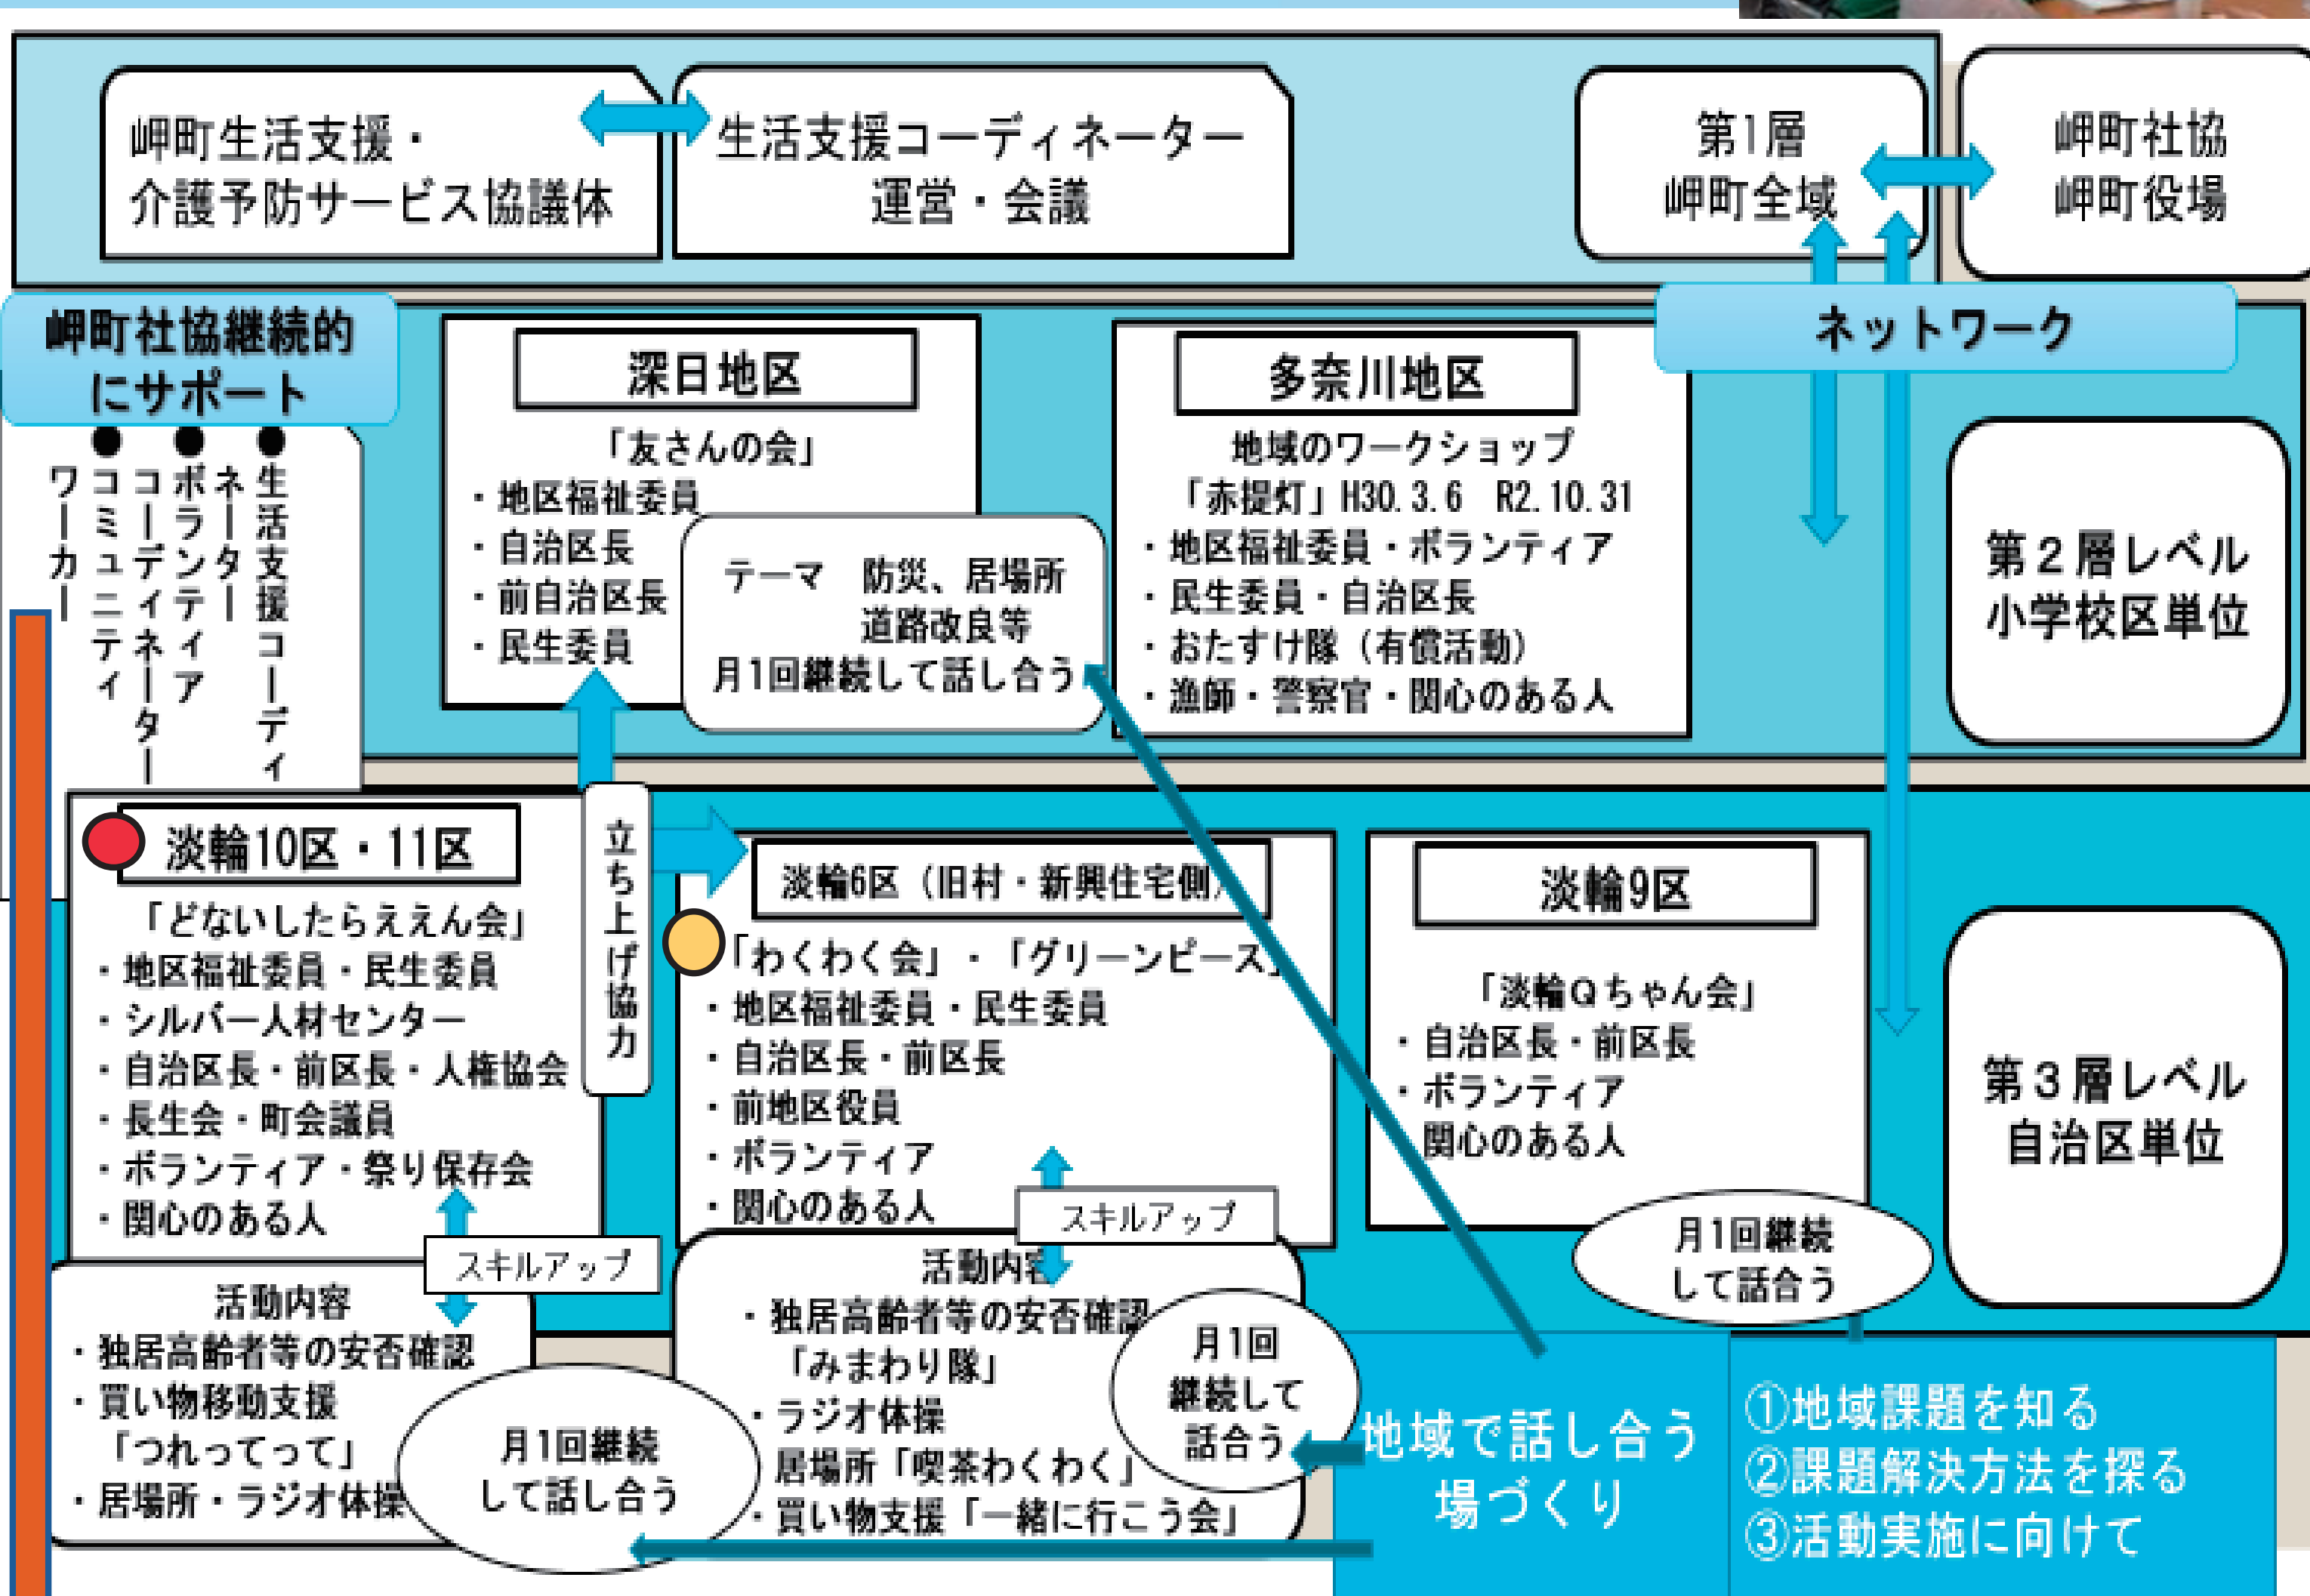 岬町生活支援・
介護予防サービス協議体
生活支援コーディネーター
運営・会議
第1層
岬町全域
岬町社協
岬町役場
岬町社協継続的
にサポート
ネットワーク
●生活支援コーディ
ネーター
●ボランティア
コーディネーター
●コミュニティ
ワーカー
深日地区
「友さんの会」
・地区福祉委員
・自治区長
・前自治区長
・民生委員
テーマ　防災、居場所
道路改良等
月1回継続して話し合う
多奈川地区
地域のワークショップ
「赤提灯」H30.3.6　R2.10.31
・地区福祉委員・ボランティア
・民生委員・自治区長
・おたすけ隊（有償活動）
・漁師・警察官・関心のある人
第２層レベル
小学校区単位
淡輪10区・11区
「どないしたらええん会」
・地区福祉委員・民生委員
・シルバー人材センター
・自治区長・前区長・人権協会
・長生会・町会議員
・ボランティア・祭り保存会
・関心のある人
スキルアップ
活動内容
・独居高齢者等の安否確認
・買い物移動支援
「つれってって」
・居場所・ラジオ体操
月1回継続
して話し合う
立ち上げ協力
淡輪6区（旧村・新興住宅側）
「わくわく会」・「グリーンピース」
・地区福祉委員・民生委員
・自治区長・前区長
・前地区役員
・ボランティア
・関心のある人
スキルアップ
活動内容
・独居高齢者等の安否確認
「みまわり隊」
・ラジオ体操
居場所「喫茶わくわく」
・買い物支援「一緒に行こう会」
月1回
継続して
話合う
淡輪9区
「淡輪Ｑちゃん会」
・自治区長・前区長
・ボランティア
関心のある人
月1回継続
して話合う
第３層レベル
自治区単位
地域で話し合う
場づくり
①地域課題を知る
②課題解決方法を探る
③活動実施に向けて